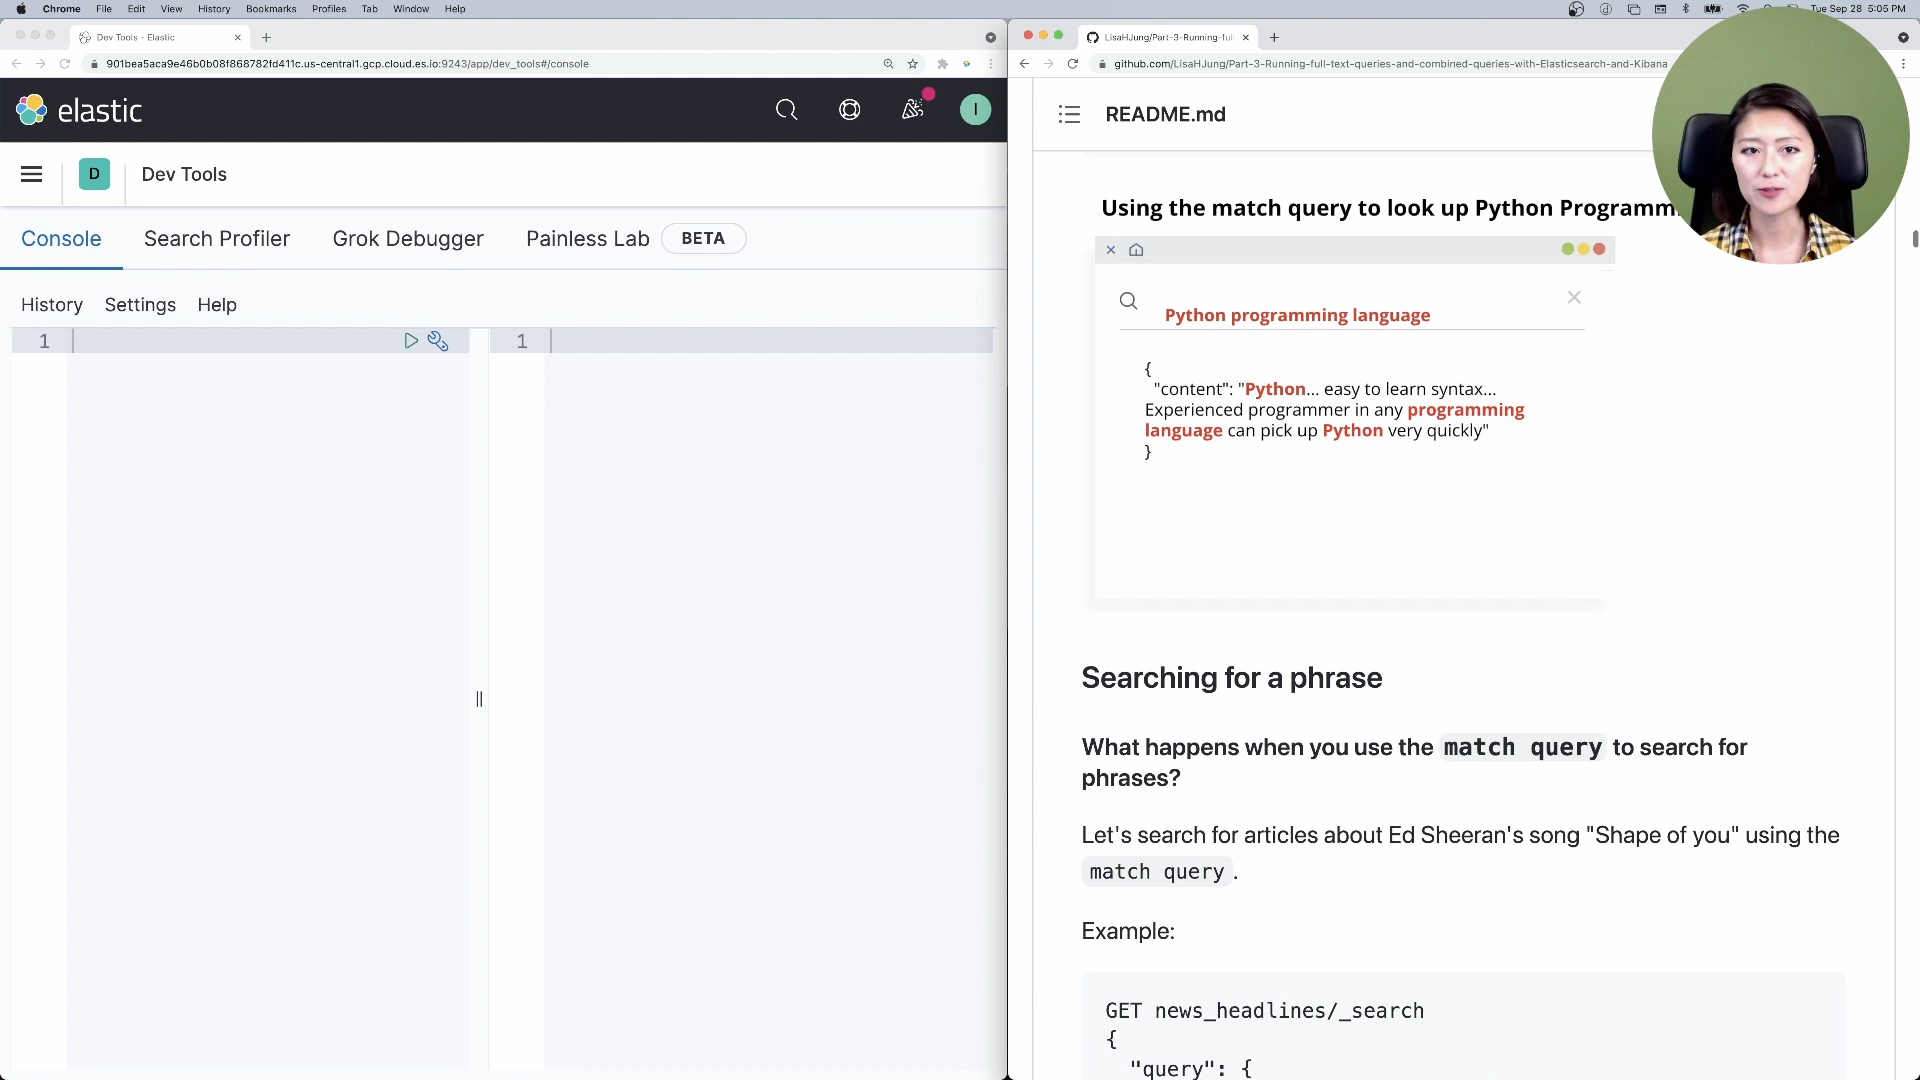 Chrome File Edit View History Bookmarks Profiles Tab Window Help
Tue Sep 28 5:05 PM
Dev Tools - Elastic
901bea5aca9e46b0b08f868782fd411c.us-central1.gcp.cloud.es.io:9243/app/dev_tools#/console
elastic
I
D
Dev Tools
Console Search Profiler Grok Debugger Painless Lab BETA
History Settings Help
1
1
LisaHJung/Part-3-Running-full
github.com/LisaHJung/Part-3-Running-full-text-queries-and-combined-queries-with-Elasticsearch-and-Kibana
README.md
Using the match query to look up Python Programm
Python programming language
{
"content": "Python... easy to learn syntax...
Experienced programmer in any programming
language can pick up Python very quickly"
}
Searching for a phrase
What happens when you use the match query to search for
phrases?
Let's search for articles about Ed Sheeran's song "Shape of you" using the
match query.
Example:
GET news_headlines/_search
{
"query": {